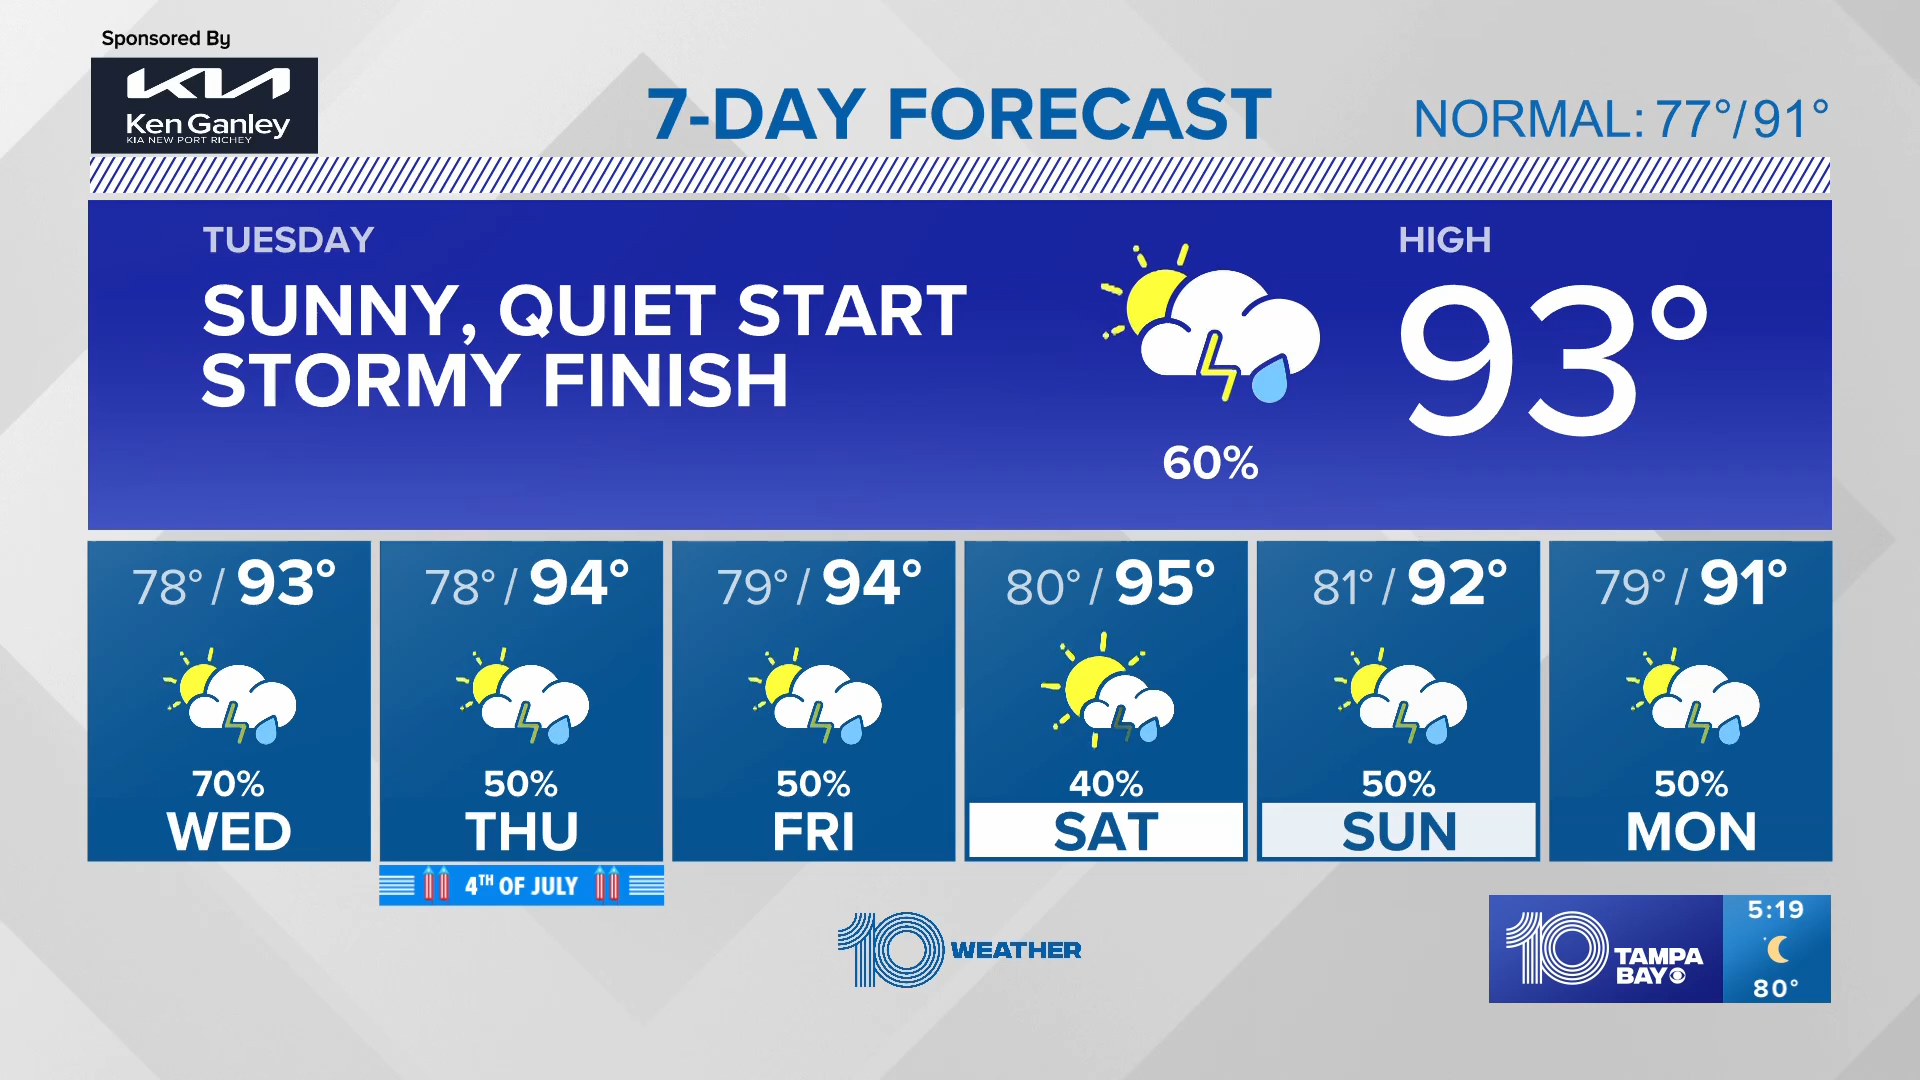 Sponsored By
KIA
Ken Ganley
KIA NEW PORT RICHEY
7-DAY FORECAST
NORMAL: 77°/91°
TUESDAY
SUNNY, QUIET START
STORMY FINISH
60%
HIGH
93°
78°/93°
70%
WED
78°/94°
50%
THU
4TH OF JULY
79°/94°
50%
FRI
80°/95°
40%
SAT
81°/92°
50%
SUN
79°/91°
50%
MON
10 WEATHER
10 TAMPA
BAY
5:19
80°